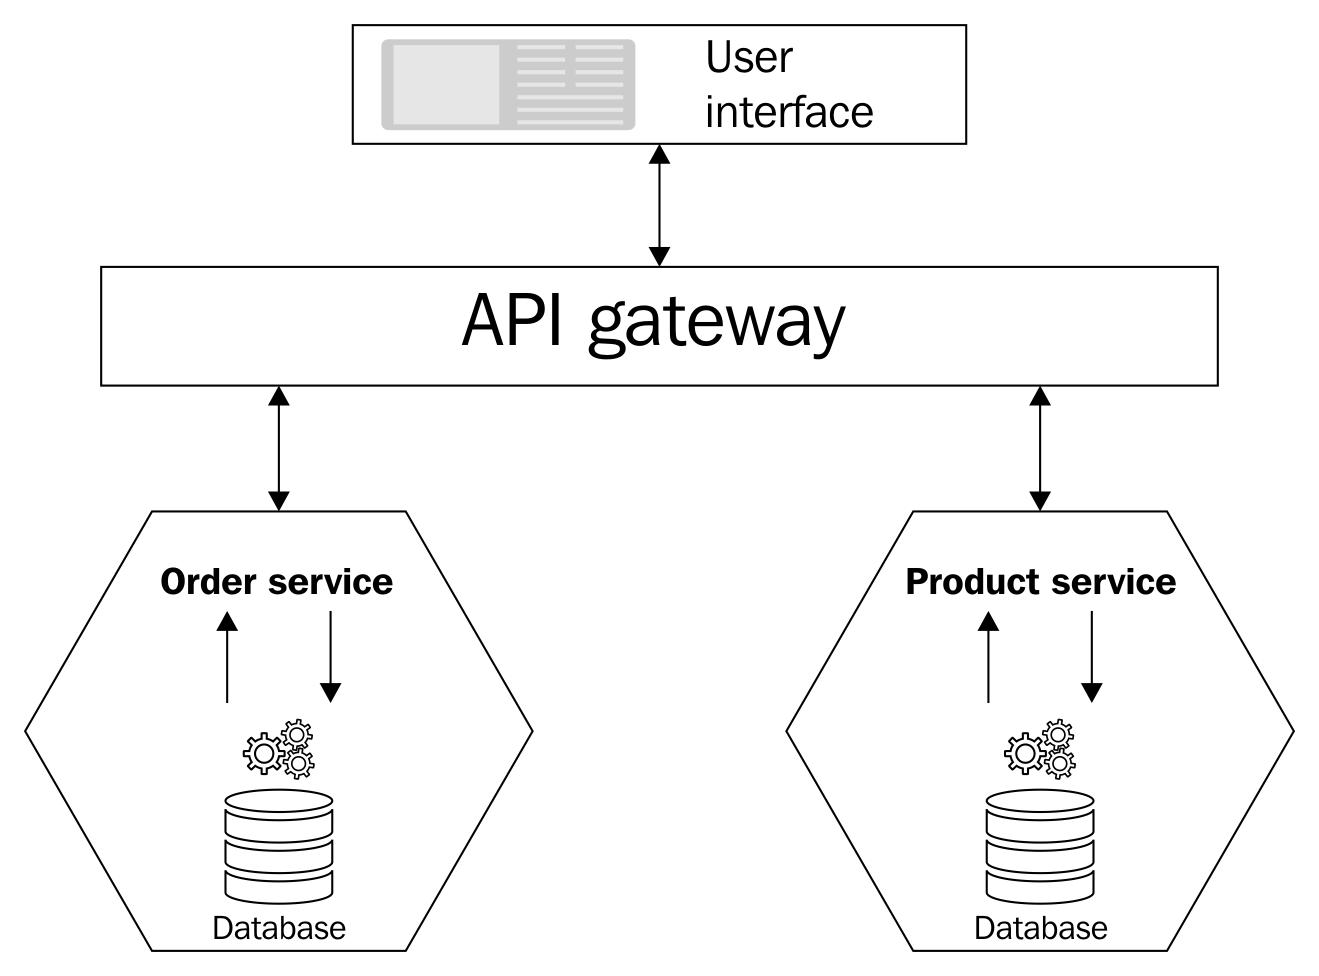 User
interface
API gateway
Order service
Product service
Database
Database